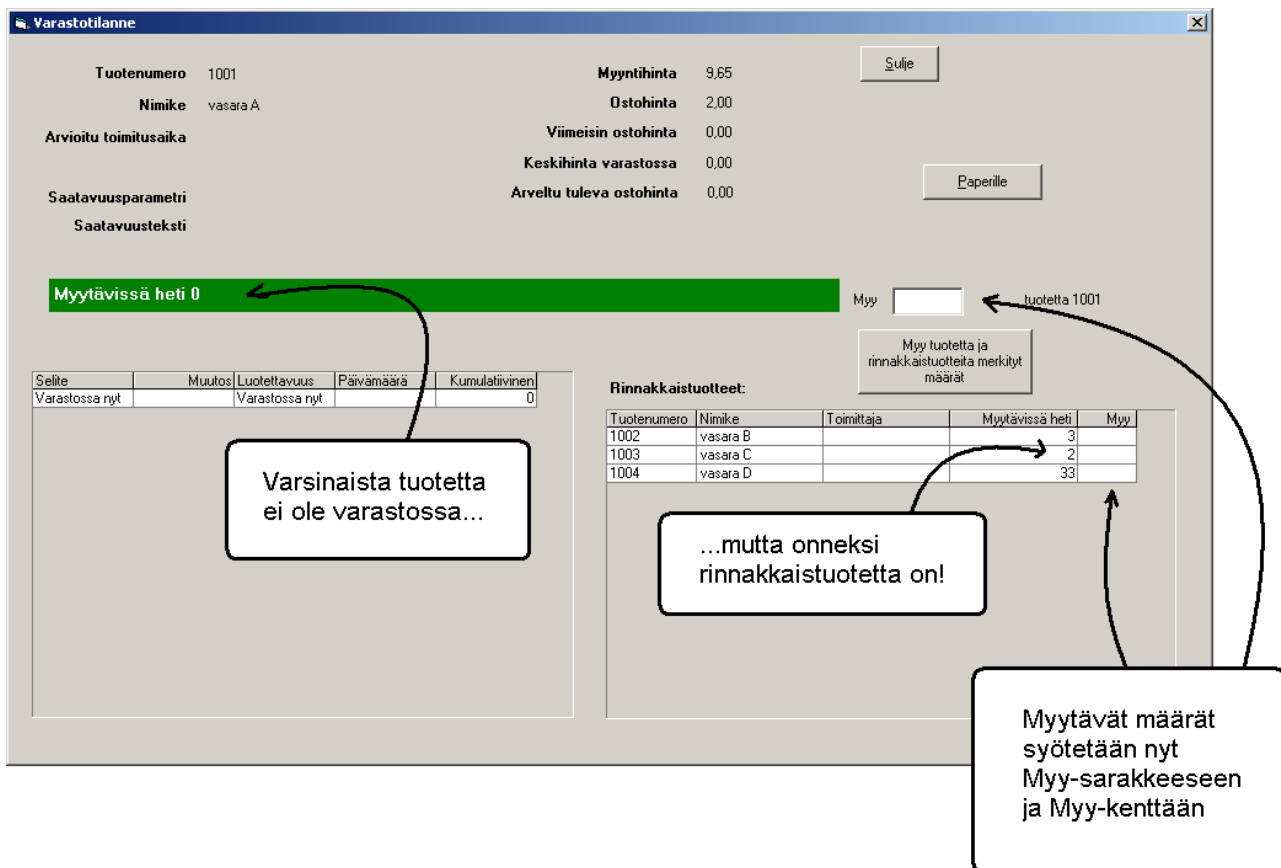 Varastotilanne
Tuotenumero 1001
Nimike vasara A
Arvioitu toimitusaika
Saatavuusparametri
Saatavuusteksti
Myyntihinta 9,65
Ostohinta 2,00
Viimeisin ostohinta 0,00
Keskihinta varastossa 0,00
Arveltu tuleva ostohinta 0,00
Sulje
Paperille
Myytävissä heti 0
Myy tuotetta 1001
Myy tuotetta ja
rinnakkaistuotteita merkityt
määrät
Selite Muutos Luotettavuus Päivämäärä Kumulatiivinen
Varastossa nyt Varastossa nyt 0
Rinnakkaistuotteet:
Tuotenumero Nimike Toimittaja Myytävissä heti Myy
1002 vasara B 3
1003 vasara C 2
1004 vasara D 33
Varsinaista tuotetta
ei ole varastossa...
...mutta onneksi
rinnakkaistuotetta on!
Myytävät määrät
syötetään nyt
Myy-sarakkeeseen
ja Myy-kenttään